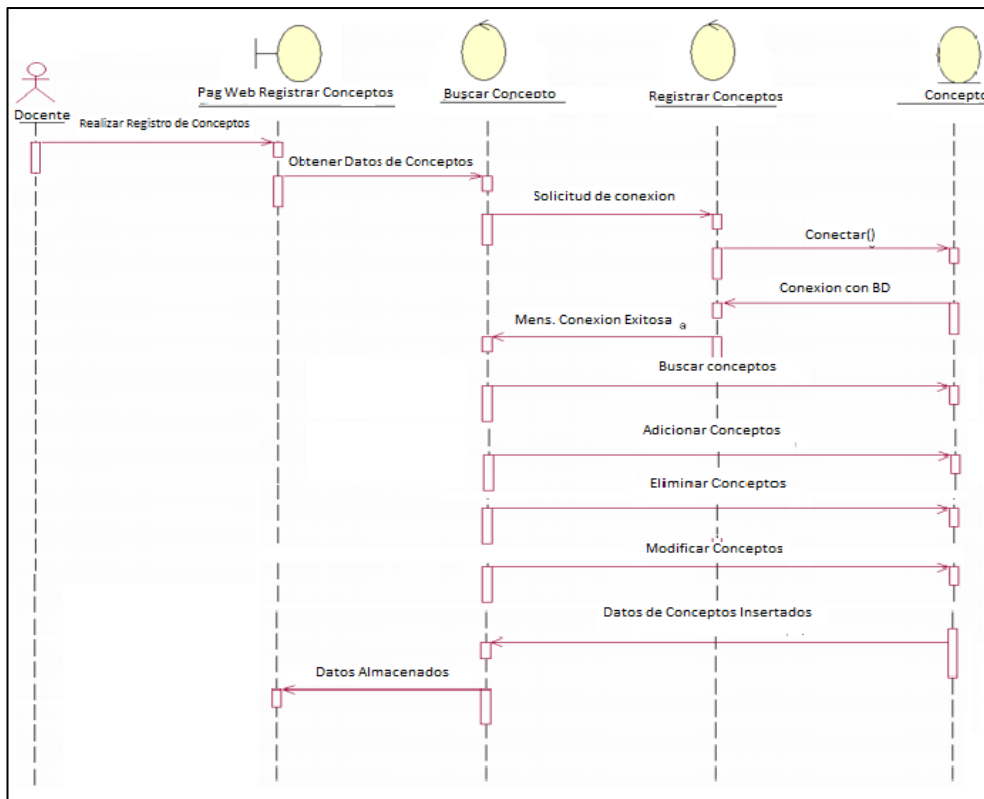 Docente
Pag Web Registrar Conceptos
Buscar Concepto
Registrar Conceptos
Concepto
Realizar Registro de Conceptos
Obtener Datos de Conceptos
Solicitud de conexion
Conectar()
Conexion con BD
Mens. Conexion Exitosa a
Buscar conceptos
Adicionar Conceptos
Eliminar Conceptos
Modificar Conceptos
Datos de Conceptos Insertados
Datos Almacenados